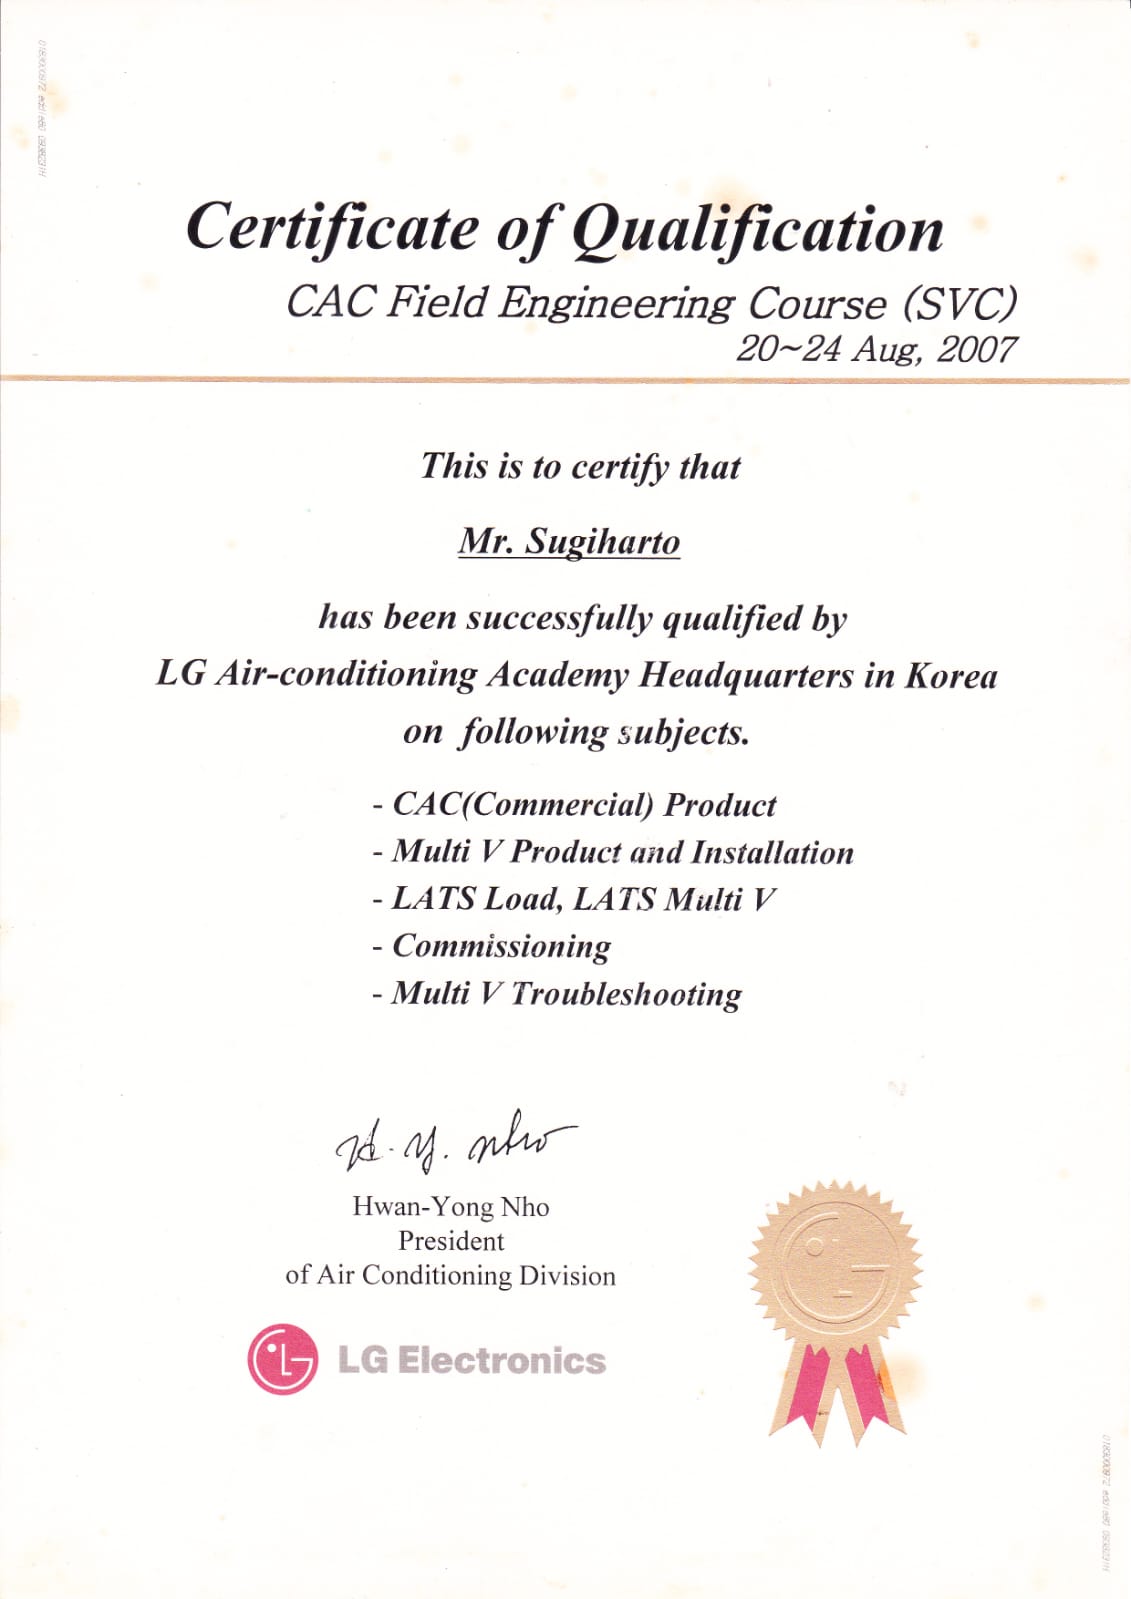 Certificate of Qualification
CAC Field Engineering Course (SVC)
20~24 Aug, 2007
This is to certify that
Mr. Sugiharto
has been successfully qualified by
LG Air-conditioning Academy Headquarters in Korea
on following subjects.
- CAC(Commercial) Product
- Multi V Product and Installation
- LATS Load, LATS Multi V
- Commissioning
- Multi V Troubleshooting
H. Y. Nho
Hwan-Yong Nho
President
of Air Conditioning Division
LG Electronics